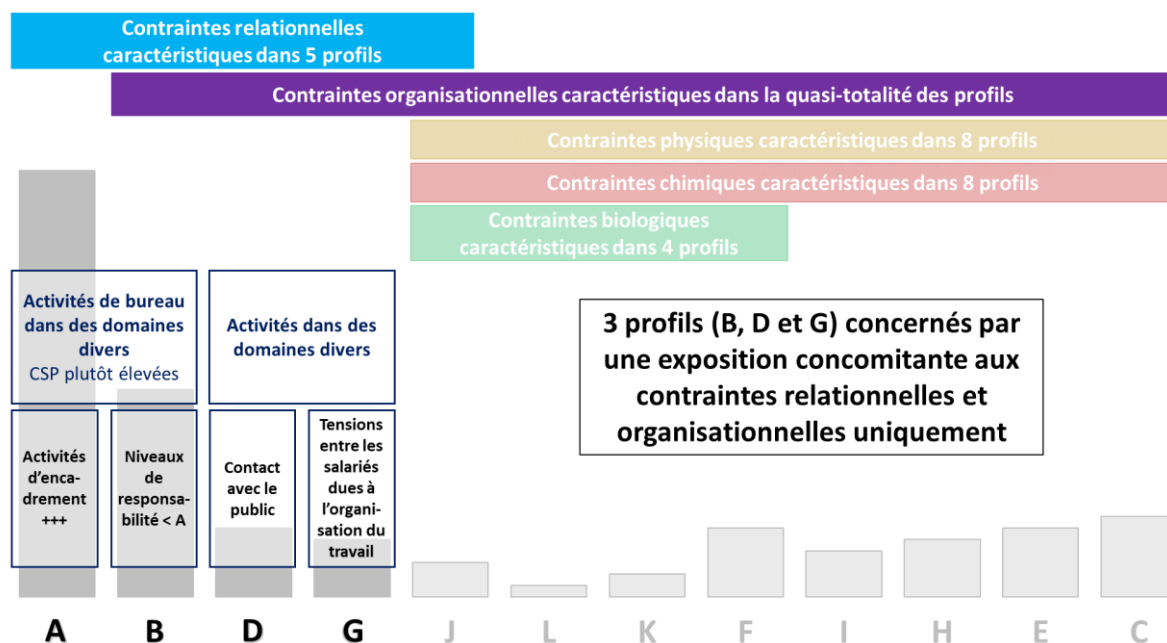 Contraintes relationnelles
caractéristiques dans 5 profils
Contraintes organisationnelles caractéristiques dans la quasi-totalité des profils
Contraintes physiques caractéristiques dans 8 profils
Contraintes chimiques caractéristiques dans 8 profils
Contraintes biologiques
caractéristiques dans 4 profils
Activités de bureau
dans des domaines
divers
CSP plutôt élevées
Activités dans des
domaines divers
3 profils (B, D et G) concernés par
une exposition concomitante aux
contraintes relationnelles et
organisationnelles uniquement
Activités
d'enca-
drement
+++
Niveaux
de
responsa-
bilité < A
Contact
avec le
public
Tensions
entre les
salariés
dues à
l'organi-
sation du
travail
A B D G J L K F I H E C